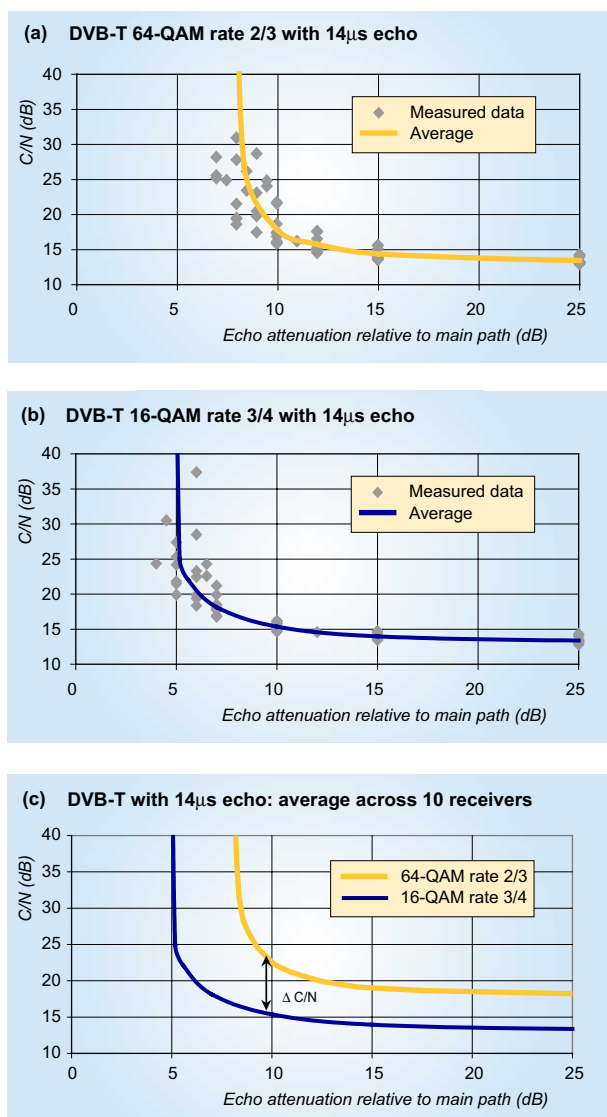 (a) DVB-T 64-QAM rate 2/3 with 14μs echo
C/N (dB)
40
35
30
25
20
15
10
Measured data
Average
0 5 10 15 20 25
Echo attenuation relative to main path (dB)
(b) DVB-T 16-QAM rate 3/4 with 14μs echo
C/N (dB)
40
35
30
25
20
15
10
Measured data
Average
0 5 10 15 20 25
Echo attenuation relative to main path (dB)
(c) DVB-T with 14μs echo: average across 10 receivers
C/N (dB)
40
35
30
25
20
15
10
64-QAM rate 2/3
16-QAM rate 3/4
Δ C/N
0 5 10 15 20 25
Echo attenuation relative to main path (dB)